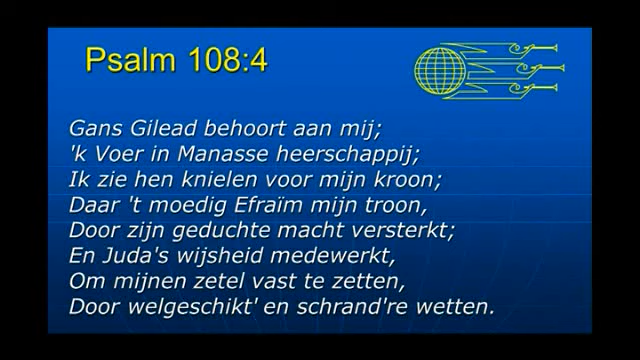 Psalm 108:4
Gans Gilead behoort aan mij;
'k Voer in Manasse heerschappij;
Ik zie hen knielen voor mijn kroon;
Daar 't moedig Efraïm mijn troon,
Door zijn geduchte macht versterkt;
En Juda's wijsheid medewerkt,
Om mijnen zetel vast te zetten,
Door welgeschikt' en schrand're wetten.